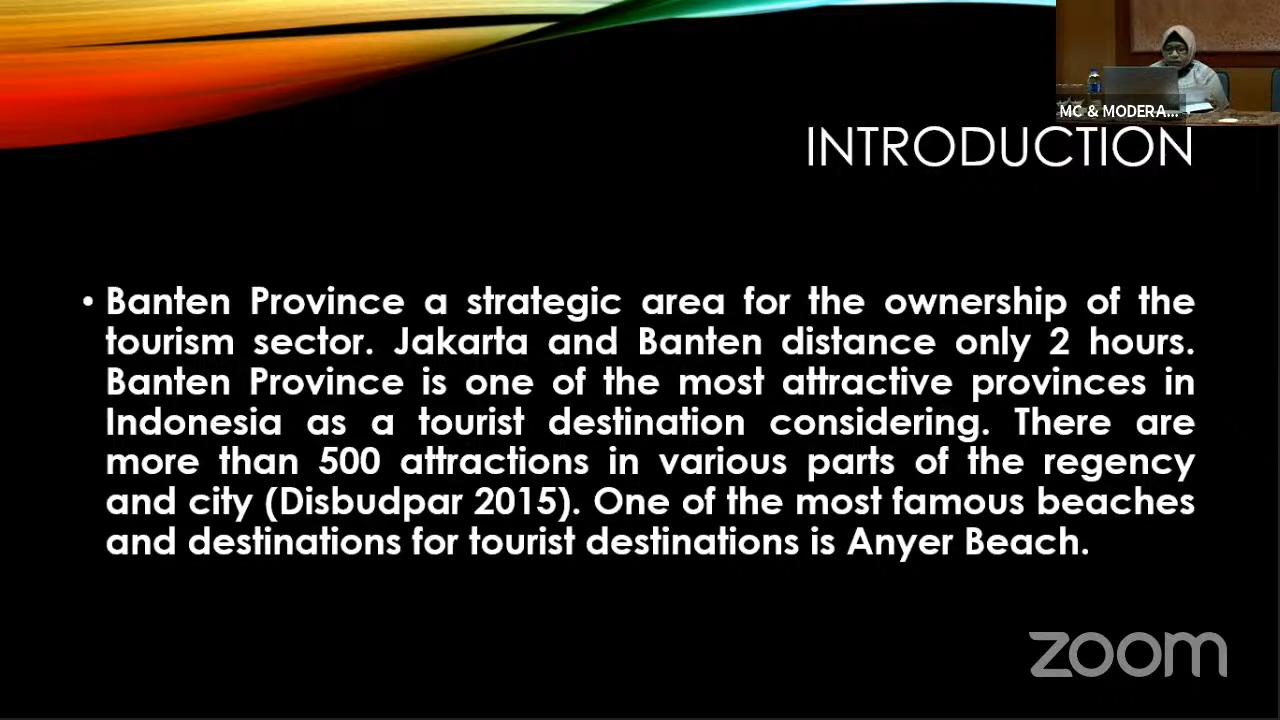 MC & MODERA...
INTRODUCTION
• Banten Province a strategic area for the ownership of the
tourism sector. Jakarta and Banten distance only 2 hours.
Banten Province is one of the most attractive provinces in
Indonesia as a tourist destination considering. There are
more than 500 attractions in various parts of the regency
and city (Disbudpar 2015). One of the most famous beaches
and destinations for tourist destinations is Anyer Beach.
zoom